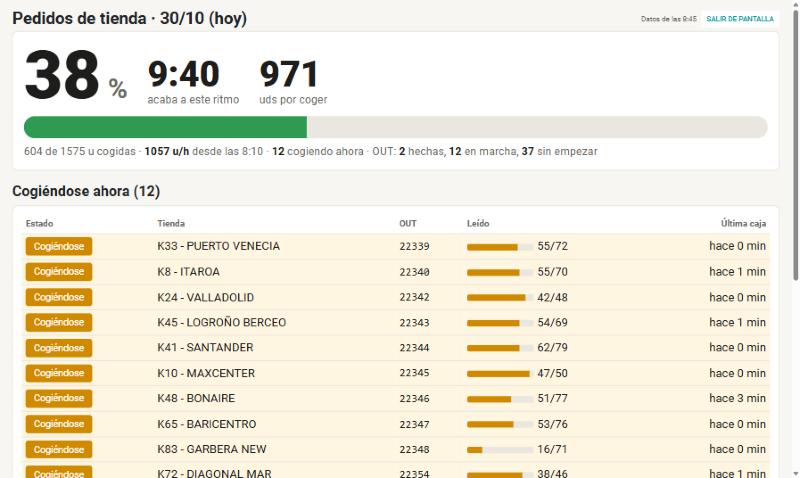 Pedidos de tienda · 30/10 (hoy)
Datos de las 8:45
SALIR DE PANTALLA
38 %
9:40
acaba a este ritmo
971
uds por coger
604 de 1575 u cogidas · 1057 u/h desde las 8:10 · 12 cogiendo ahora · OUT: 2 hechas, 12 en marcha, 37 sin empezar
Cogiéndose ahora (12)
Estado Tienda OUT Leído Última caja
Cogiéndose K33 - PUERTO VENECIA 22339 55/72 hace 0 min
Cogiéndose K8 - ITAROA 22340 55/70 hace 1 min
Cogiéndose K24 - VALLADOLID 22342 42/48 hace 0 min
Cogiéndose K45 - LOGROÑO BERCEO 22343 54/69 hace 1 min
Cogiéndose K41 - SANTANDER 22344 62/79 hace 0 min
Cogiéndose K10 - MAXCENTER 22345 47/50 hace 0 min
Cogiéndose K48 - BONAIRE 22346 51/77 hace 3 min
Cogiéndose K65 - BARICENTRO 22347 53/76 hace 0 min
Cogiéndose K83 - GARBERA NEW 22348 16/71 hace 0 min
Cogiéndose K72 - DIAGONAL MAR 22354 38/46 hace 1 min